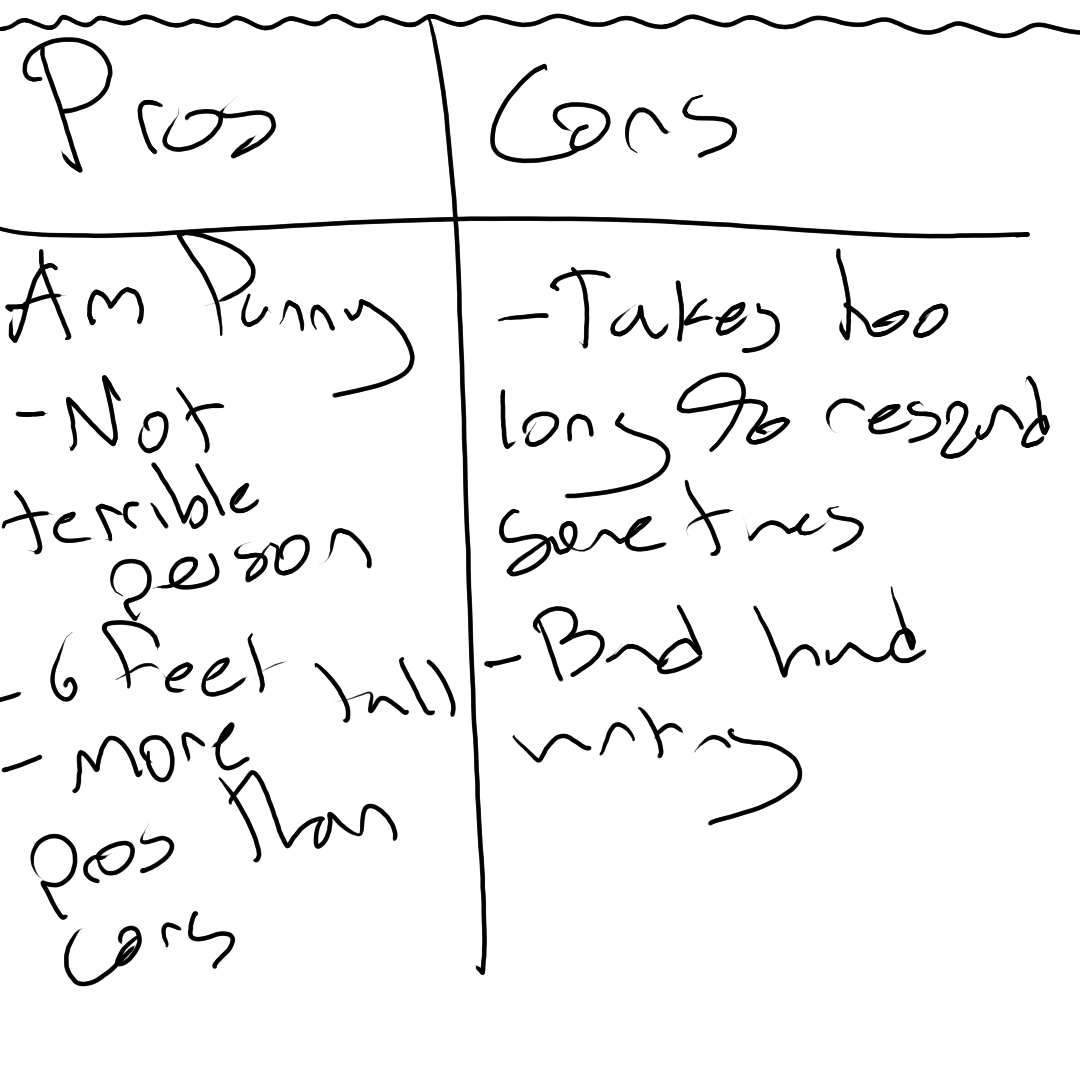 Pros
Cons
Am Punny
- Not
terrible
person
- 6 feet tall
- more
pros than
cons
- Takes too
long to respond
sometimes
- Bad hand
writing